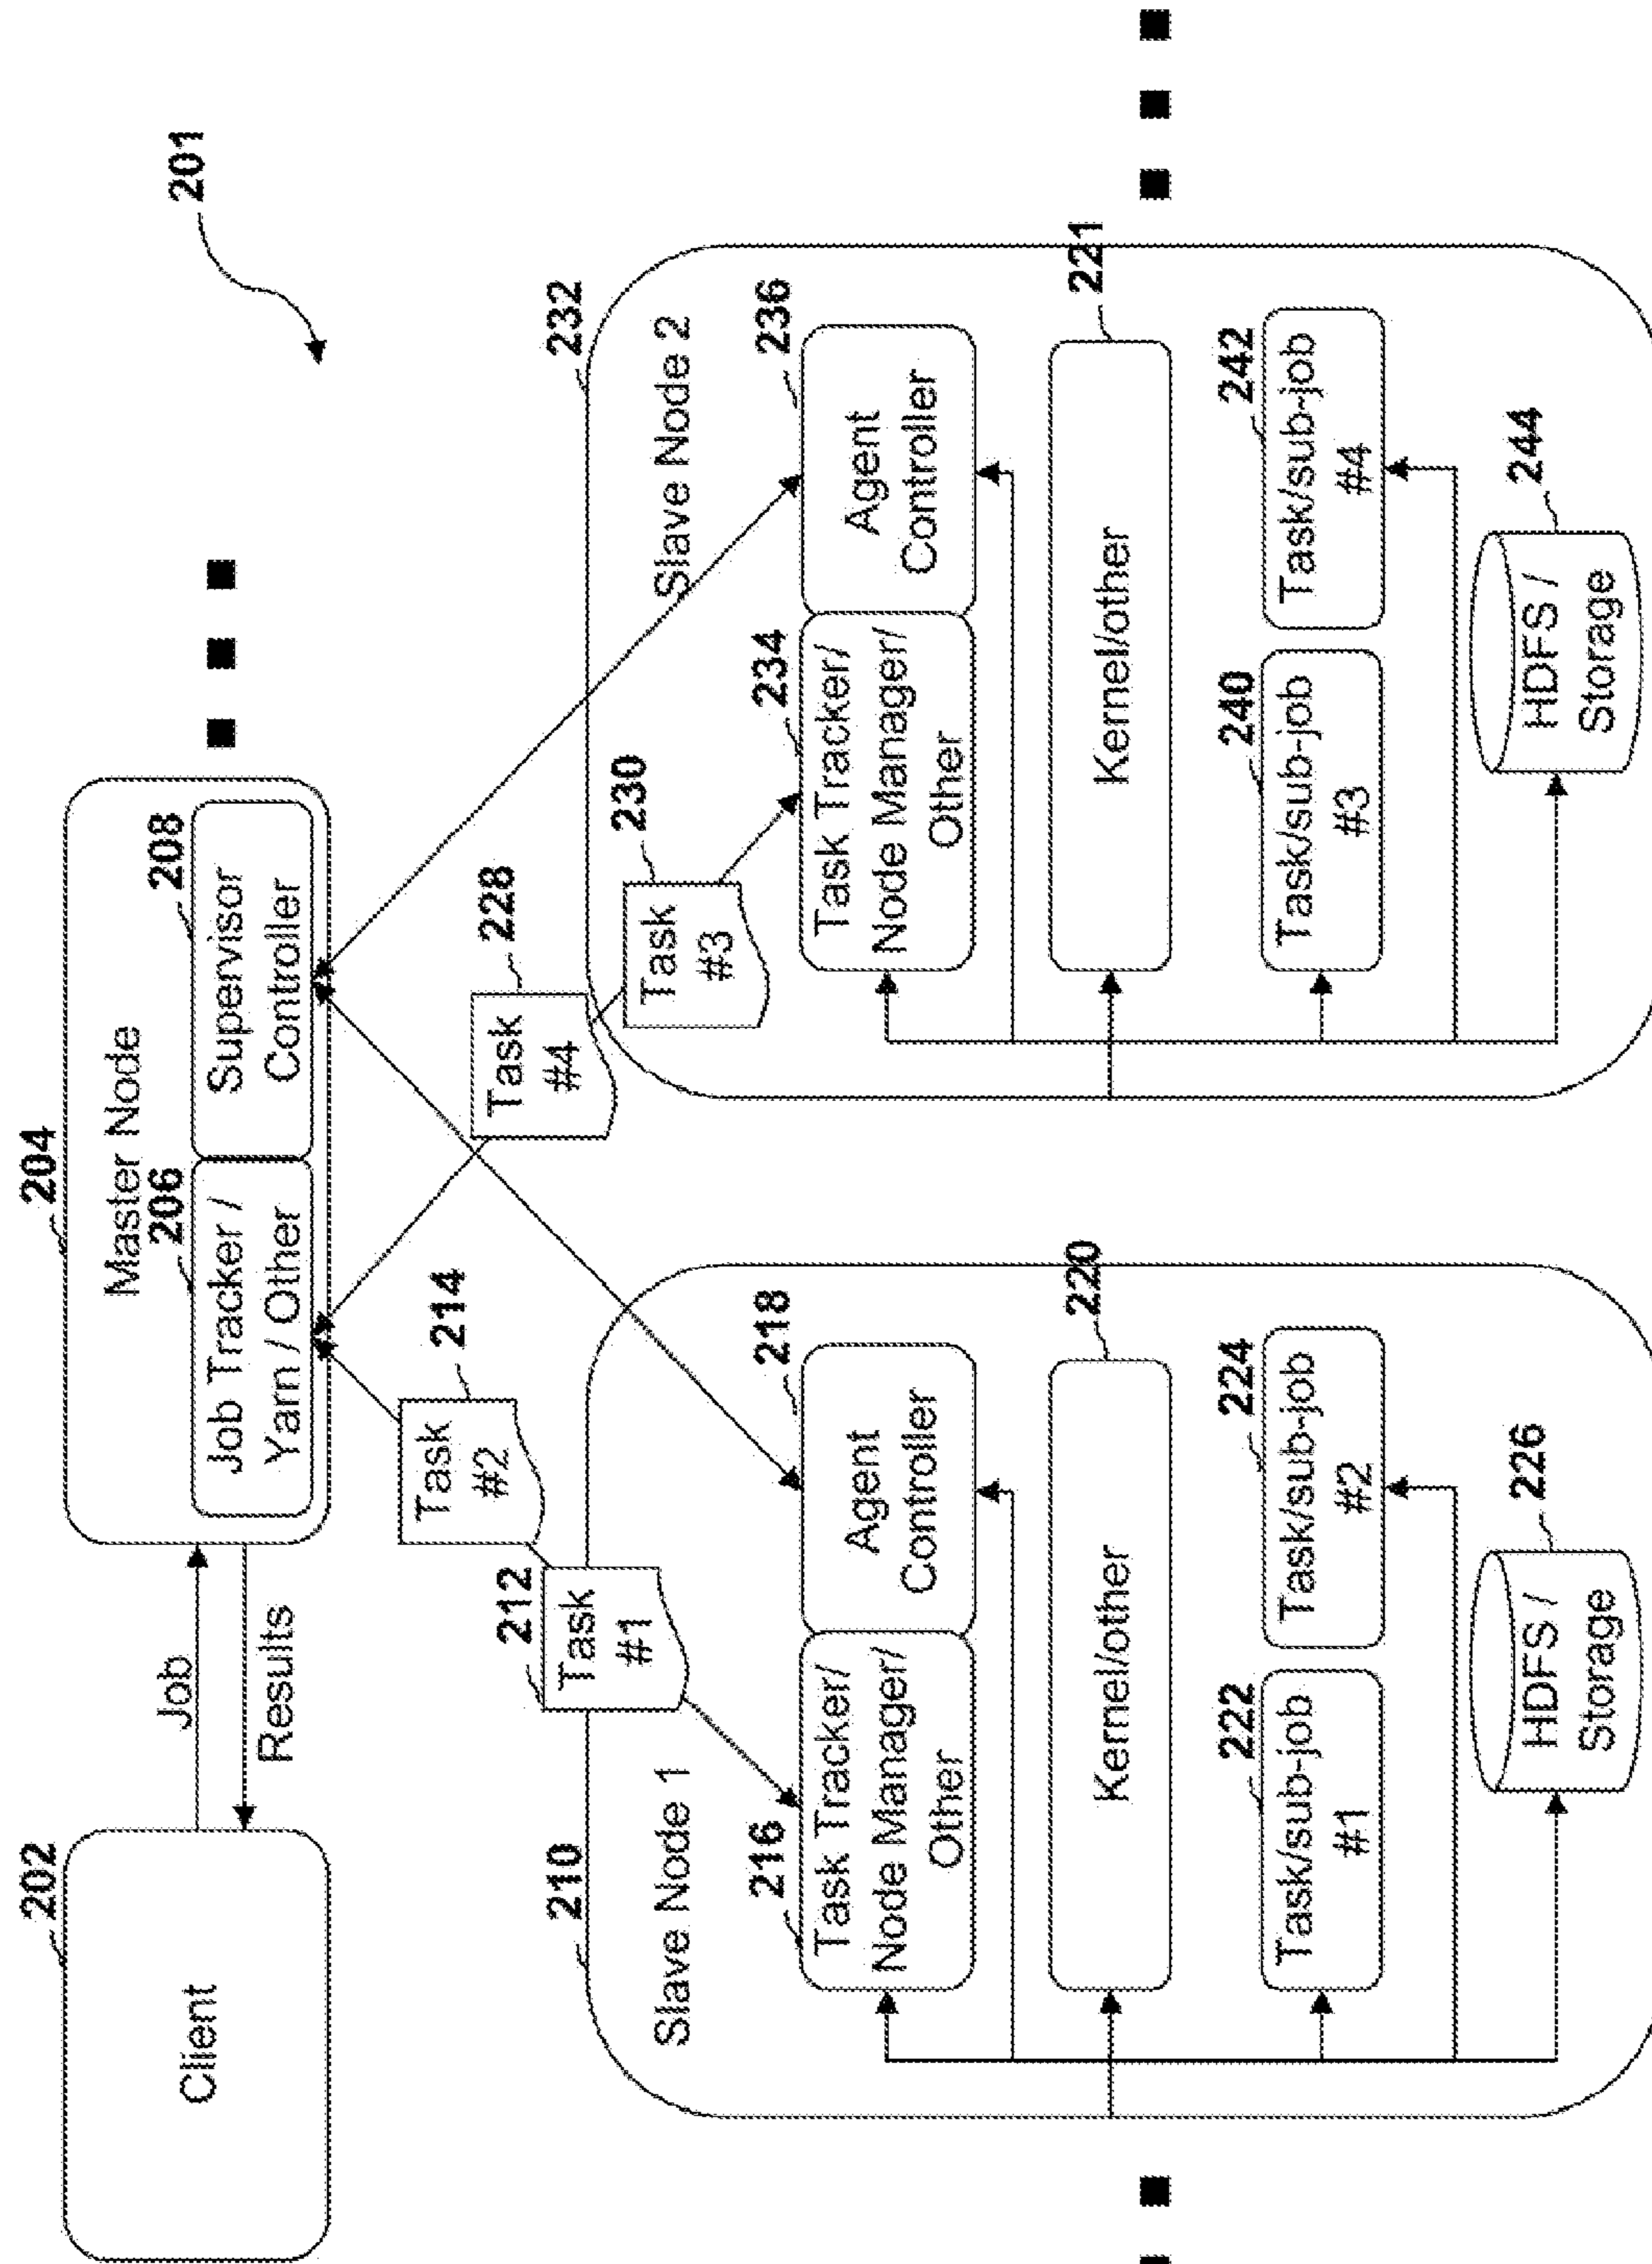 201
202
Client
Job
Results
204
Master Node
206
Job Tracker /
Yarn / Other
208
Supervisor
Controller
210
Slave Node 1
212
Task
#1
214
Task
#2
216
Task Tracker/
Node Manager/
Other
218
Agent
Controller
220
Kernel/other
222
Task/sub-job
#1
224
Task/sub-job
#2
226
HDFS /
Storage
228
Task
#4
230
Task
#3
232
Slave Node 2
234
Task Tracker/
Node Manager/
Other
236
Agent
Controller
221
Kernel/other
240
Task/sub-job
#3
242
Task/sub-job
#4
244
HDFS /
Storage